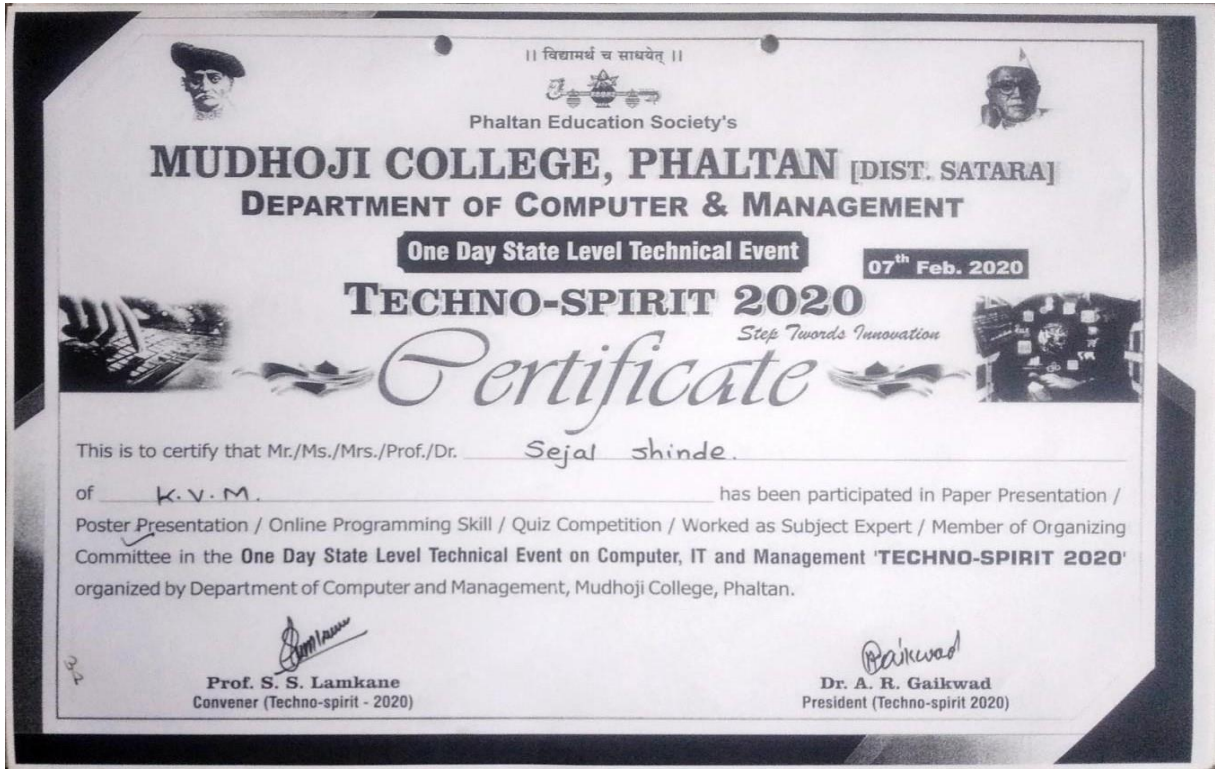 ।। विद्यामर्थं च साधयेत् ।।
Phaltan Education Society's
MUDHOJI COLLEGE, PHALTAN [DIST. SATARA]
DEPARTMENT OF COMPUTER & MANAGEMENT
One Day State Level Technical Event
07th Feb. 2020
TECHNO-SPIRIT 2020
Step Twords Innovation
Certificate
This is to certify that Mr./Ms./Mrs./Prof./Dr. Sejal Shinde.
of K.V.M. has been participated in Paper Presentation /
Poster Presentation / Online Programming Skill / Quiz Competition / Worked as Subject Expert / Member of Organizing
Committee in the One Day State Level Technical Event on Computer, IT and Management 'TECHNO-SPIRIT 2020'
organized by Department of Computer and Management, Mudhoji College, Phaltan.
Gaikwad
32
Prof. S. S. Lamkane
Dr. A. R. Gaikwad
Convener (Techno-spirit - 2020)
President (Techno-spirit 2020)